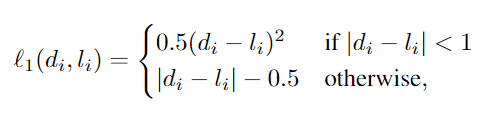 ℓ₁(dᵢ, lᵢ) = { 0.5(dᵢ − lᵢ)² if |dᵢ − lᵢ| < 1
|dᵢ − lᵢ| − 0.5 otherwise,